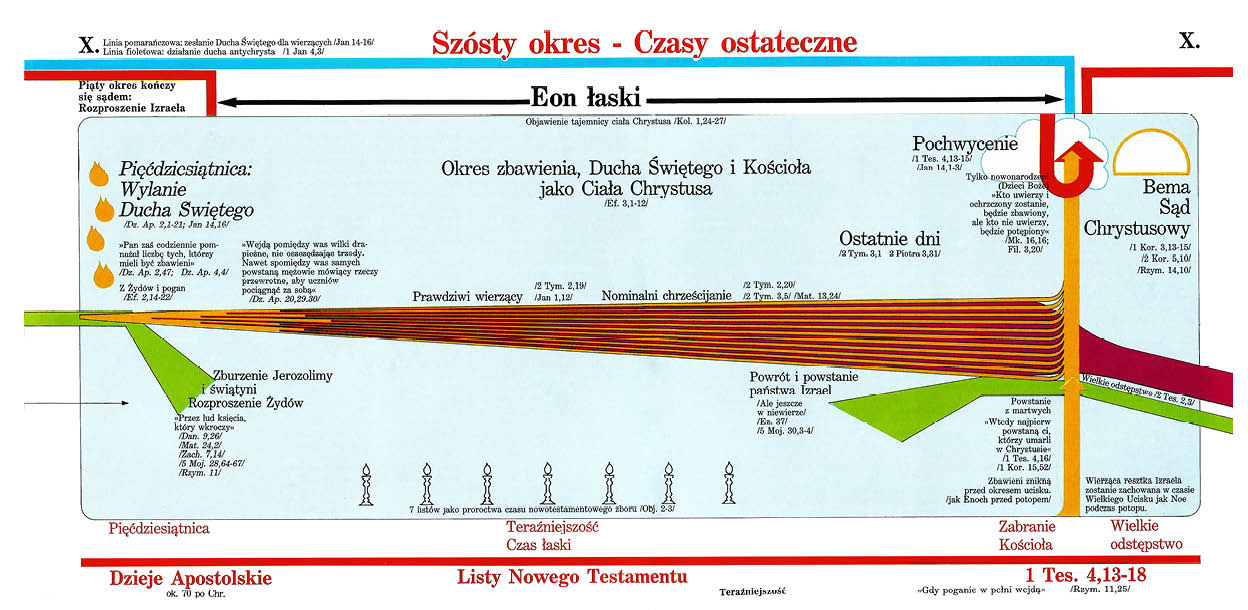 X. Linia pomarańczowa: zesłanie Ducha Świętego dla wierzących /Jan 14-16/
Linia fioletowa: działanie ducha antychrysta /1 Jan 4,3/
Szósty okres - Czasy ostateczne
X.
Piąty okres kończy
się sądem:
Rozproszenie Izraela
Eon łaski
Objawienie tajemnicy ciała Chrystusa /Kol. 1,24-27/
Pięćdziesiątnica:
Wylanie
Ducha Swiętego
/Dz. Ap. 2,1-21; Jan 14,16/
»Pan zaś codziennie pom-
nażał liczbę tych, którzy
mieli być zbawieni«
/Dz. Ap. 2,47; Dz. Ap. 4,4/
Z Żydów i pogan
/Ef. 2,14-22/
»Wejdą pomiędzy was wilki dra-
pieżne, nie oszczędzając trzody.
Nawet spomiędzy was samych
powstaną mężowie mówiący rzeczy
przewrotne, aby uczniów
pociągnąć za sobą«
/Dz. Ap. 20,29.30/
Okres zbawienia, Ducha Świętego i Kościoła
jako Ciała Chrystusa
/Ef. 3,1-12/
Pochwycenie
/1 Tes. 4,13-15/
/Jan 14,1-3/
Tylko nowonarodzeni
(Dzieci Boże)
»Kto uwierzy i
ochrzczony zostanie,
będzie zbawiony,
ale kto nie uwierzy,
będzie potępiony«
/Mk. 16,16;
Fil. 3,20/
Bema
Sąd
Chrystusowy
/1 Kor. 3,13-15/
/2 Kor. 5,10/
/Rzym. 14,10/
Ostatnie dni
/2 Tym. 3,1 2 Piotra 3,31/
Prawdziwi wierzący
/2 Tym. 2,19/
/Jan 1,12/
Nominalni chrześcijanie
/2 Tym. 2,20/
/2 Tym. 3,5/ /Mat. 13,24/
Zburzenie Jerozolimy
i świątyni
Rozproszenie Żydów
»Przez lud księcia,
który wkroczy«
/Dan. 9,26/
/Mat. 24,2/
/Zach. 7,14/
/5 Moj. 28,64-67/
/Rzym. 11/
Powrót i powstanie
państwa Izrael
/Ale jeszcze
w niewierze/
/Ez. 37/
/5 Moj. 30,3-4/
Wielkie odstępstwo /2 Tes. 2,3/
Powstanie
z martwych
»Wtedy najpierw
powstaną ci,
którzy umarli
w Chrystusie«
/1 Tes. 4,16/
/1 Kor. 15,52/
Zbawieni znikną
przed okresem ucisku.
/jak Enoch przed potopem/
Wierząca resztka Izraela
zostanie zachowana w czasie
Wielkiego Ucisku jak Noe
podczas potopu.
7 listów jako proroctwa czasu nowotestamentowego zboru /Obj. 2-3/
Pięćdziesiątnica
Teraźniejszość
Czas łaski
Zabranie
Kościoła
Wielkie
odstępstwo
Dzieje Apostolskie
ok. 70 po Chr.
Listy Nowego Testamentu
Teraźniejszość
1 Tes. 4,13-18
»Gdy poganie w pełni wejdą« /Rzym. 11,25/